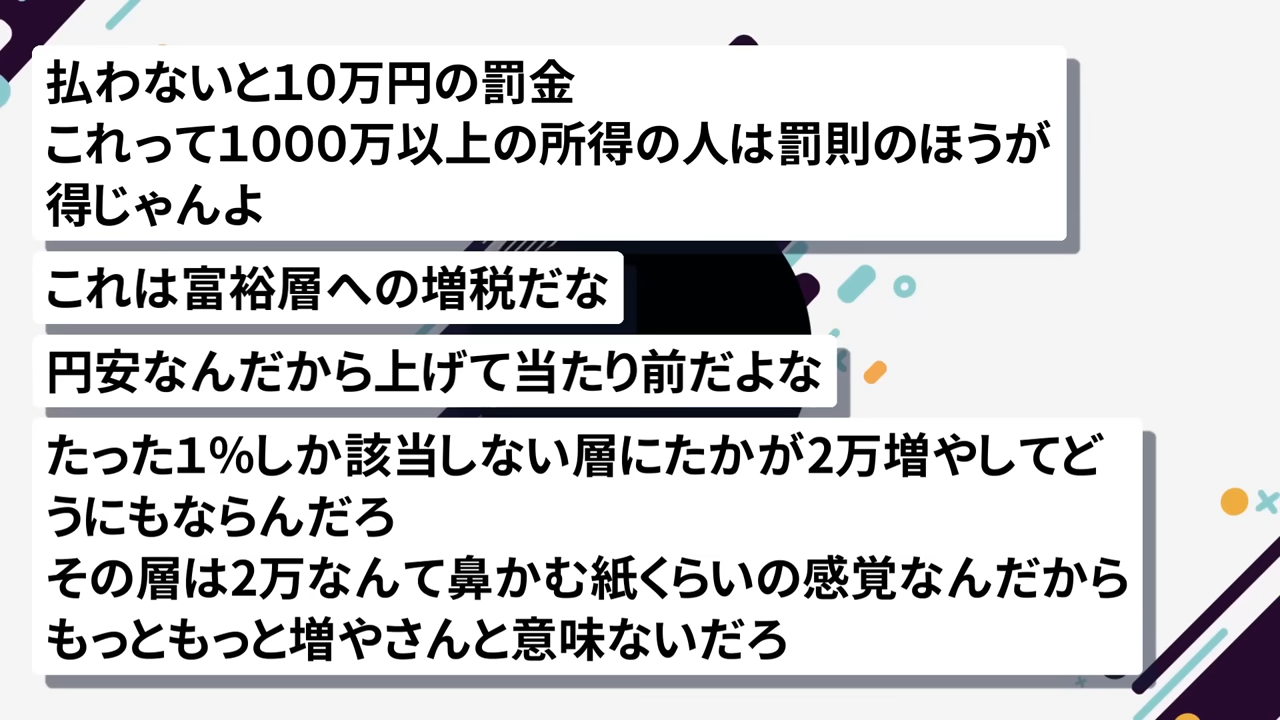 払わないと１０万円の罰金
これって１０００万以上の所得の人は罰則のほうが
得じゃんよ
これは富裕層への増税だな
円安なんだから上げて当たり前だよな
たった１％しか該当しない層にたかが2万増やしてど
うにもならんだろ
その層は2万なんて鼻かむ紙くらいの感覚なんだから
もっともっと増やさんと意味ないだろ